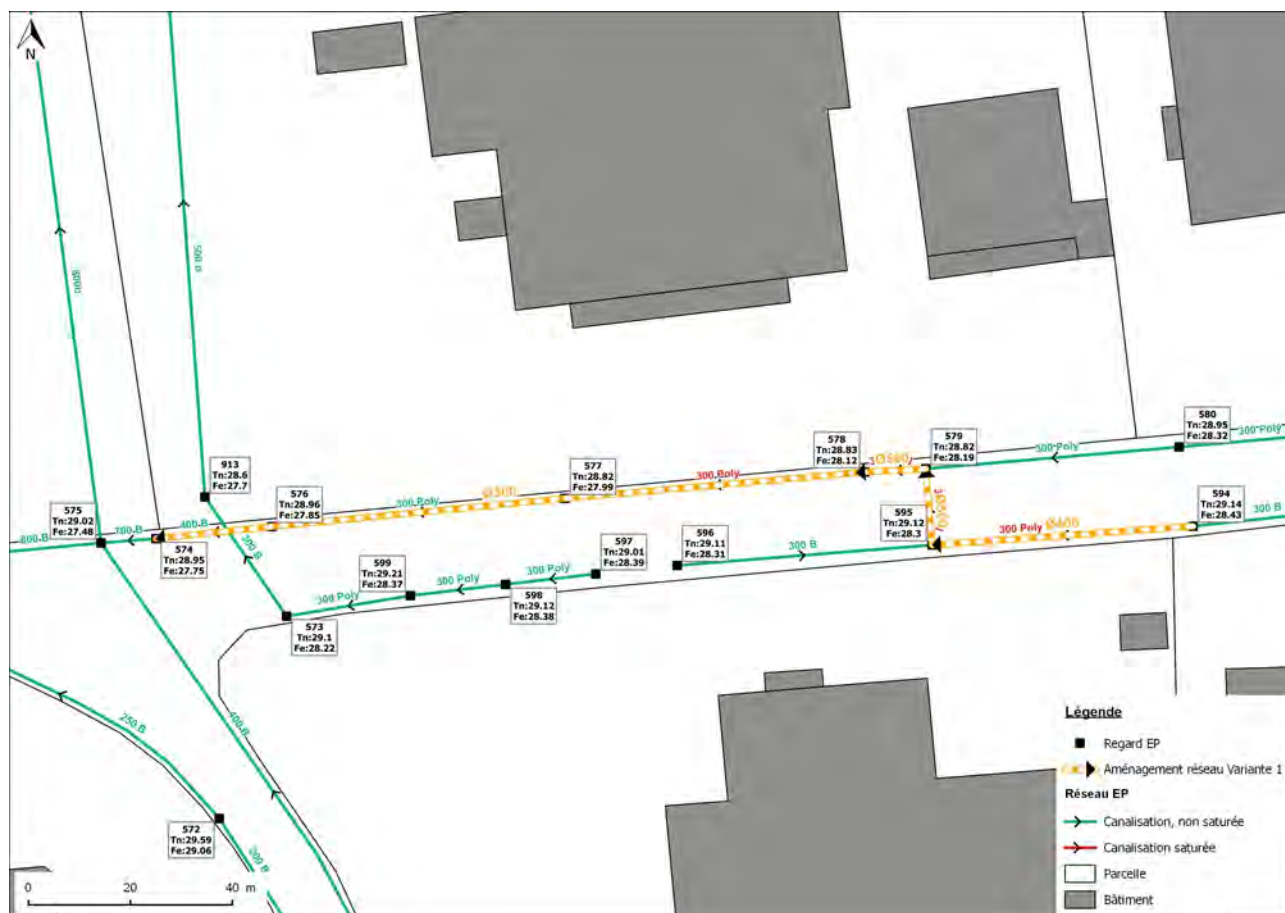 N
800B
500 B
580
Tn:28.95
Fe:28.32
300 Poly
300 Poly
578
Tn:28.83
Fe:28.12
579
Tn:28.82
Fe:28.19
Ø500
300 Poly
577
Tn:28.82
Fe:27.99
913
Tn:28.6
Fe:27.7
576
Tn:28.96
Fe:27.85
300 Poly
Ø500
594
Tn:29.14
Fe:28.43
575
Tn:29.02
Fe:27.48
595
Tn:29.12
Fe:28.3
300 Poly
Ø400
300 B
800 B
700 B
400 B
574
Tn:28.95
Fe:27.75
300 B
596
Tn:29.11
Fe:28.31
300 B
597
Tn:29.01
Fe:28.39
599
Tn:29.21
Fe:28.37
300 Poly
300 Poly
300 Poly
598
Tn:29.12
Fe:28.38
573
Tn:29.1
Fe:28.22
400 B
250 B
572
Tn:29.59
Fe:29.06
200 B
0 20 40 m
Légende
Regard EP
Aménagement réseau Variante 1
Réseau EP
Canalisation, non saturée
Canalisation saturée
Parcelle
Bâtiment